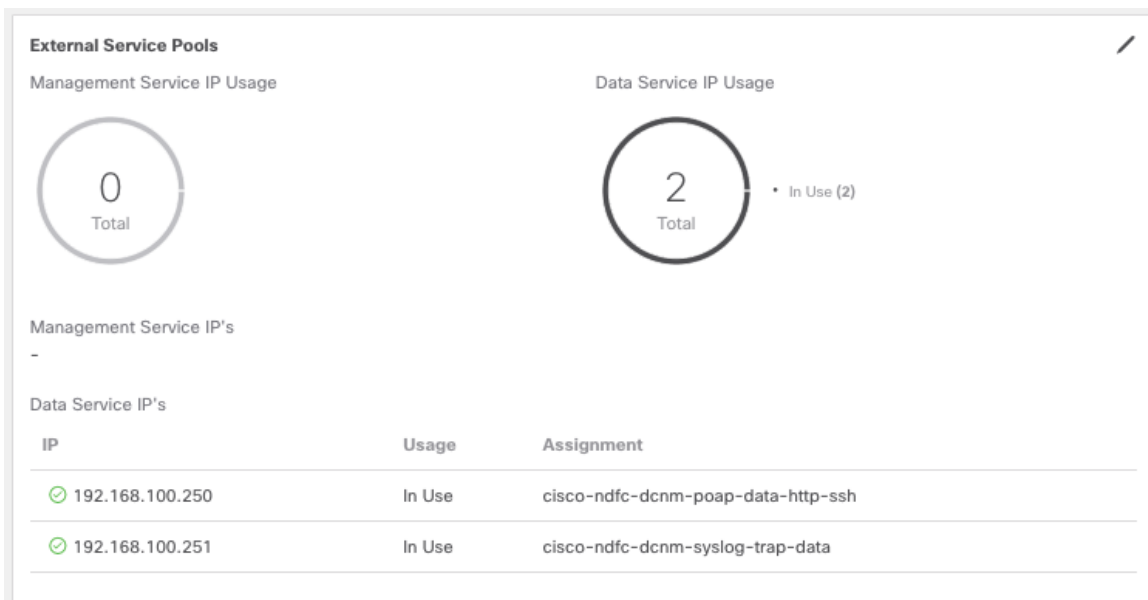 External Service Pools
Management Service IP Usage
Data Service IP Usage
0
Total
2
Total
• In Use (2)
Management Service IP's
-
Data Service IP's
IP Usage Assignment
192.168.100.250 In Use cisco-ndfc-dcnm-poap-data-http-ssh
192.168.100.251 In Use cisco-ndfc-dcnm-syslog-trap-data